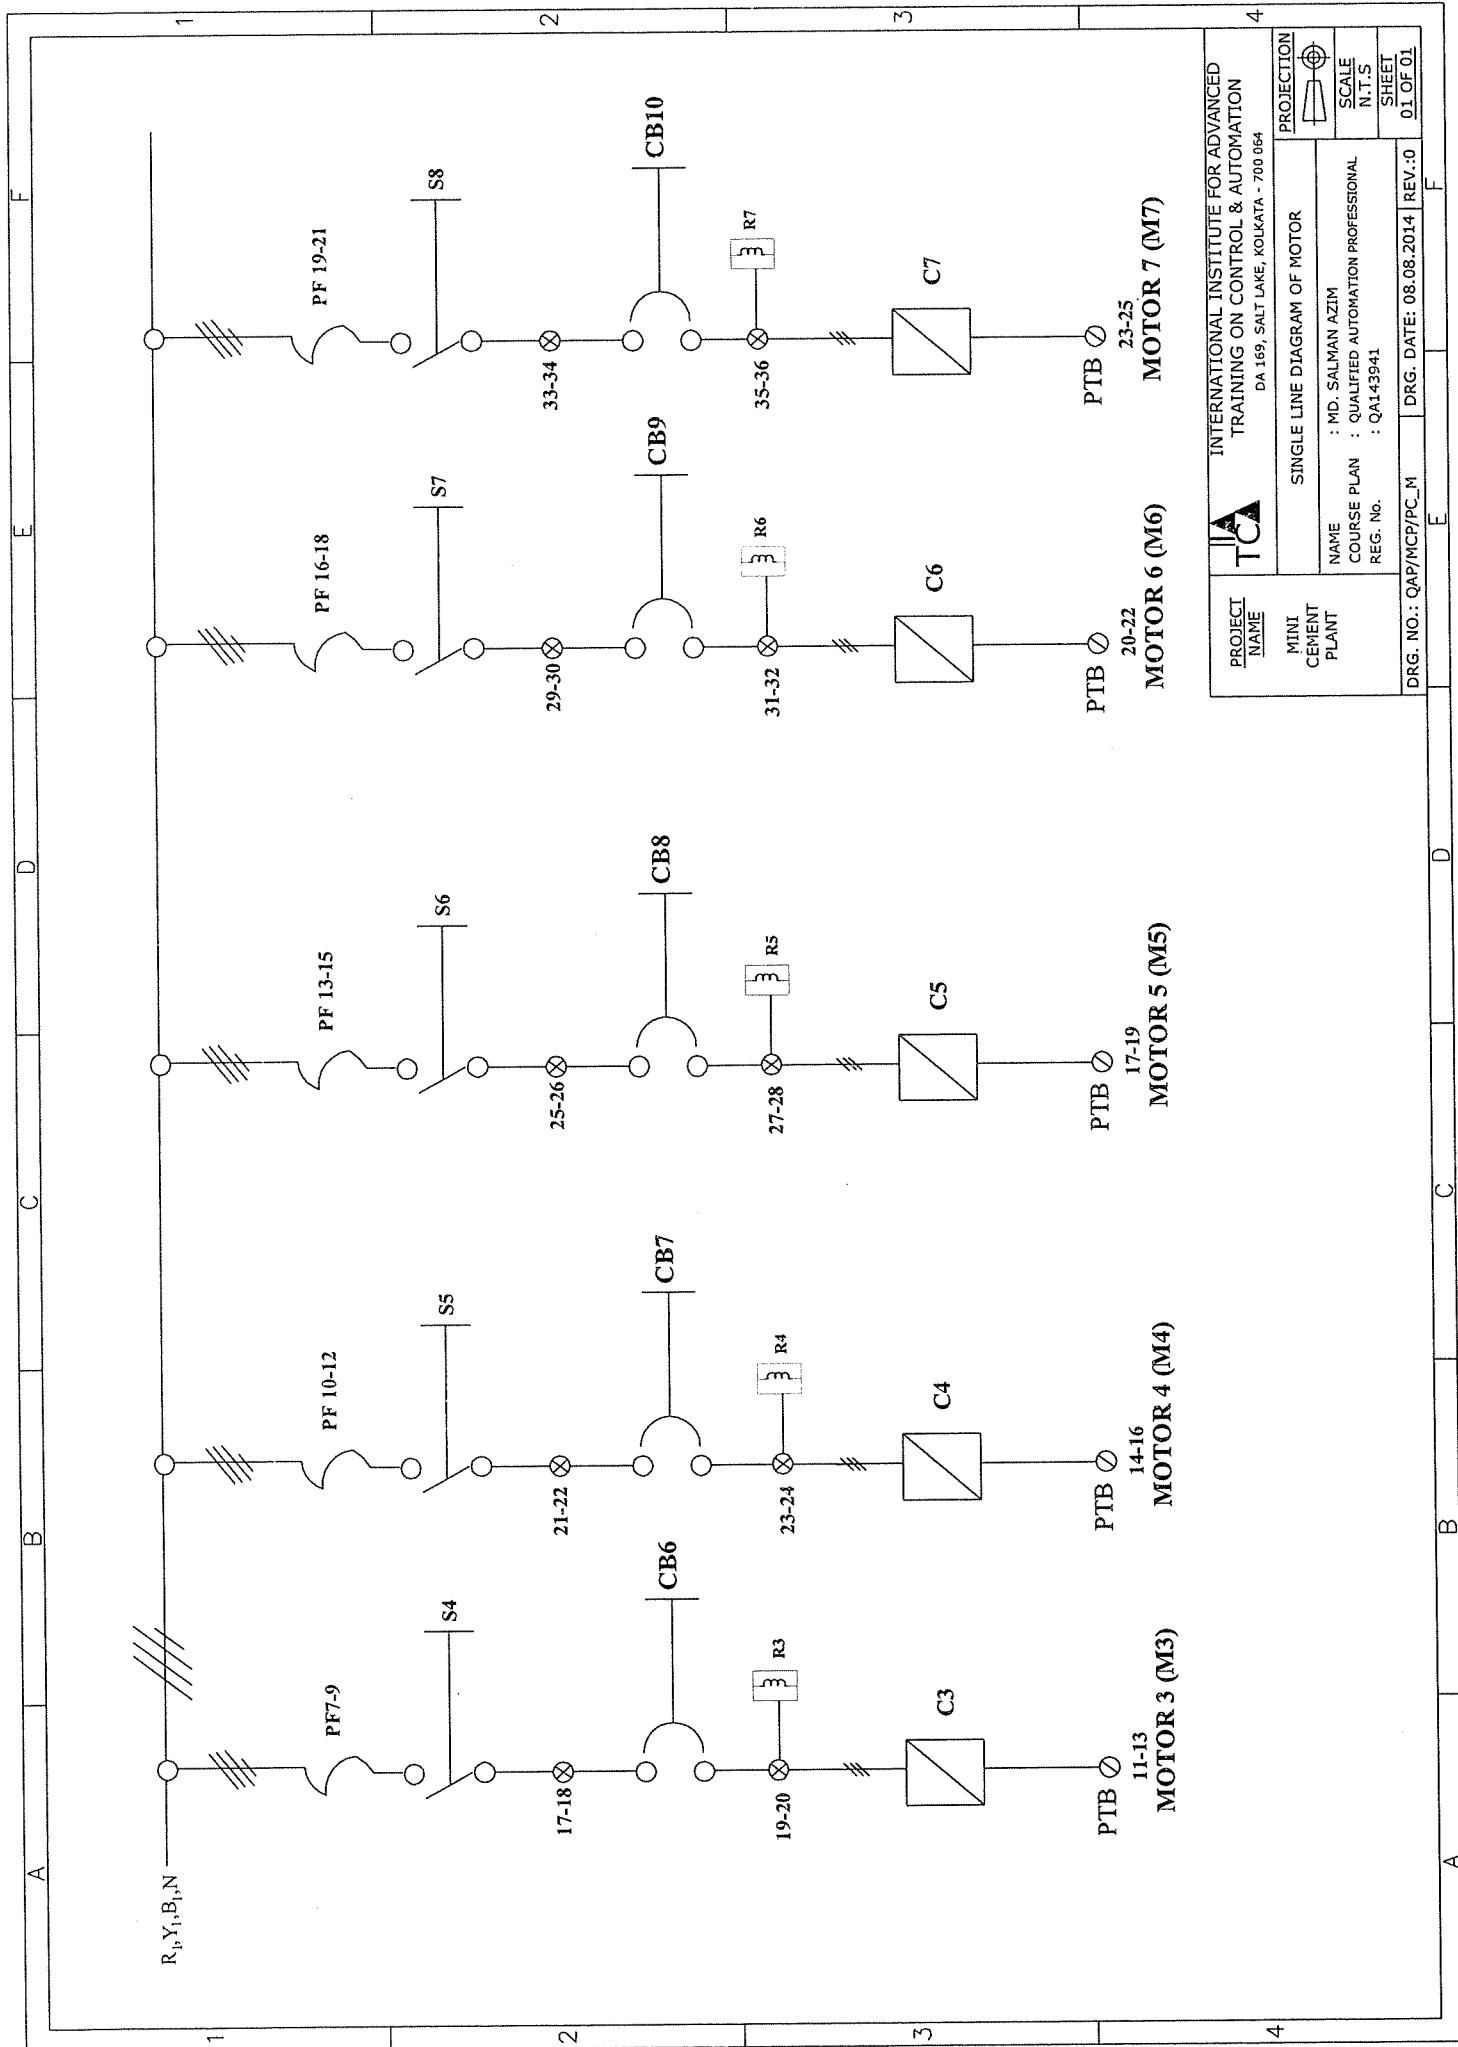 A
B
C
D
E
F
1
2
3
4
R1,Y1,B1,N
PF7-9
PF 10-12
PF 13-15
PF 16-18
PF 19-21
S4
S5
S6
S7
S8
17-18
21-22
25-26
29-30
33-34
CB6
CB7
CB8
CB9
CB10
19-20
23-24
27-28
31-32
35-36
R3
R4
R5
R6
R7
C3
C4
C5
C6
C7
PTB
PTB
PTB
PTB
PTB
11-13
14-16
17-19
20-22
23-25
MOTOR 3 (M3)
MOTOR 4 (M4)
MOTOR 5 (M5)
MOTOR 6 (M6)
MOTOR 7 (M7)
PROJECT
NAME
MINI
CEMENT
PLANT
TCA
INTERNATIONAL INSTITUTE FOR ADVANCED
TRAINING ON CONTROL & AUTOMATION
DA 169, SALT LAKE, KOLKATA - 700 064
SINGLE LINE DIAGRAM OF MOTOR
NAME : MD. SALMAN AZIM
COURSE PLAN : QUALIFIED AUTOMATION PROFESSIONAL
REG. No. : QA143941
PROJECTION
SCALE
N.T.S
SHEET
01 OF 01
DRG. NO.: QAP/MCP/PC_M
DRG. DATE: 08.08.2014
REV.:0
1
2
3
4
A
B
C
D
E
F